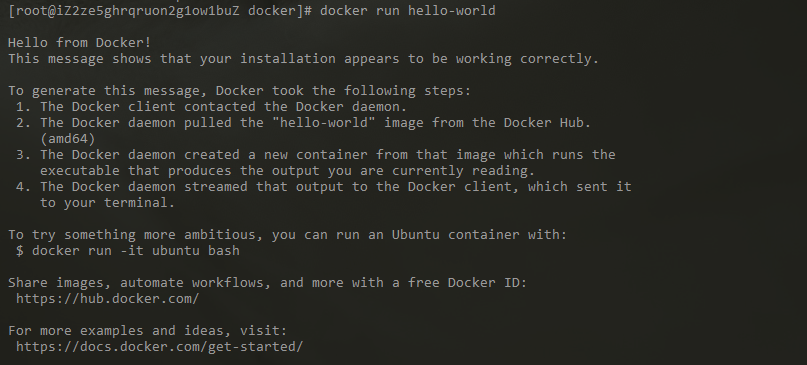 [root@iZ2ze5ghrqruon2g1ow1buZ docker]# docker run hello-world
Hello from Docker!
This message shows that your installation appears to be working correctly.
To generate this message, Docker took the following steps:
1. The Docker client contacted the Docker daemon.
2. The Docker daemon pulled the "hello-world" image from the Docker Hub.
(amd64)
3. The Docker daemon created a new container from that image which runs the
executable that produces the output you are currently reading.
4. The Docker daemon streamed that output to the Docker client, which sent it
to your terminal.
To try something more ambitious, you can run an Ubuntu container with:
$ docker run -it ubuntu bash
Share images, automate workflows, and more with a free Docker ID:
https://hub.docker.com/
For more examples and ideas, visit:
https://docs.docker.com/get-started/